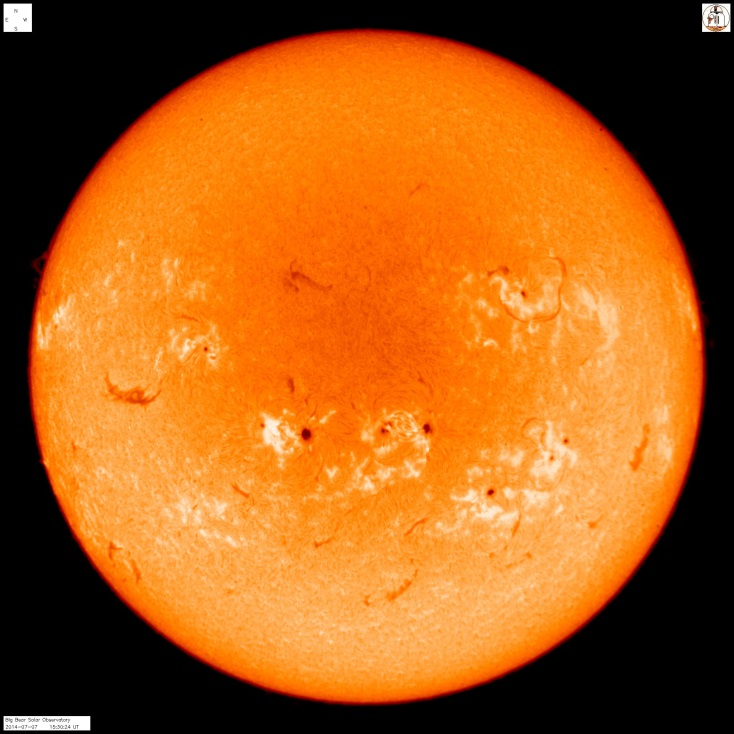 N
E W
S
Big Bear Solar Observatory
2014-07-07 15:30:24 UT